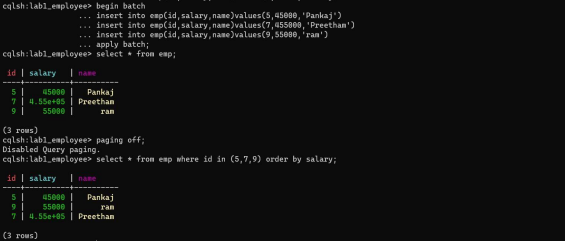 cqlsh:lab1_employee> begin batch
... insert into emp(id,salary,name)values(5,45000,'Pankaj')
... insert into emp(id,salary,name)values(7,455000,'Preetham')
... insert into emp(id,salary,name)values(9,55000,'ram')
... apply batch;
cqlsh:lab1_employee> select * from emp;
id | salary | name
----+----------+----------
5 | 45000 | Pankaj
7 | 4.55e+05 | Preetham
9 | 55000 | ram
(3 rows)
cqlsh:lab1_employee> paging off;
Disabled Query paging.
cqlsh:lab1_employee> select * from emp where id in (5,7,9) order by salary;
id | salary | name
----+----------+----------
5 | 45000 | Pankaj
9 | 55000 | ram
7 | 4.55e+05 | Preetham
(3 rows)